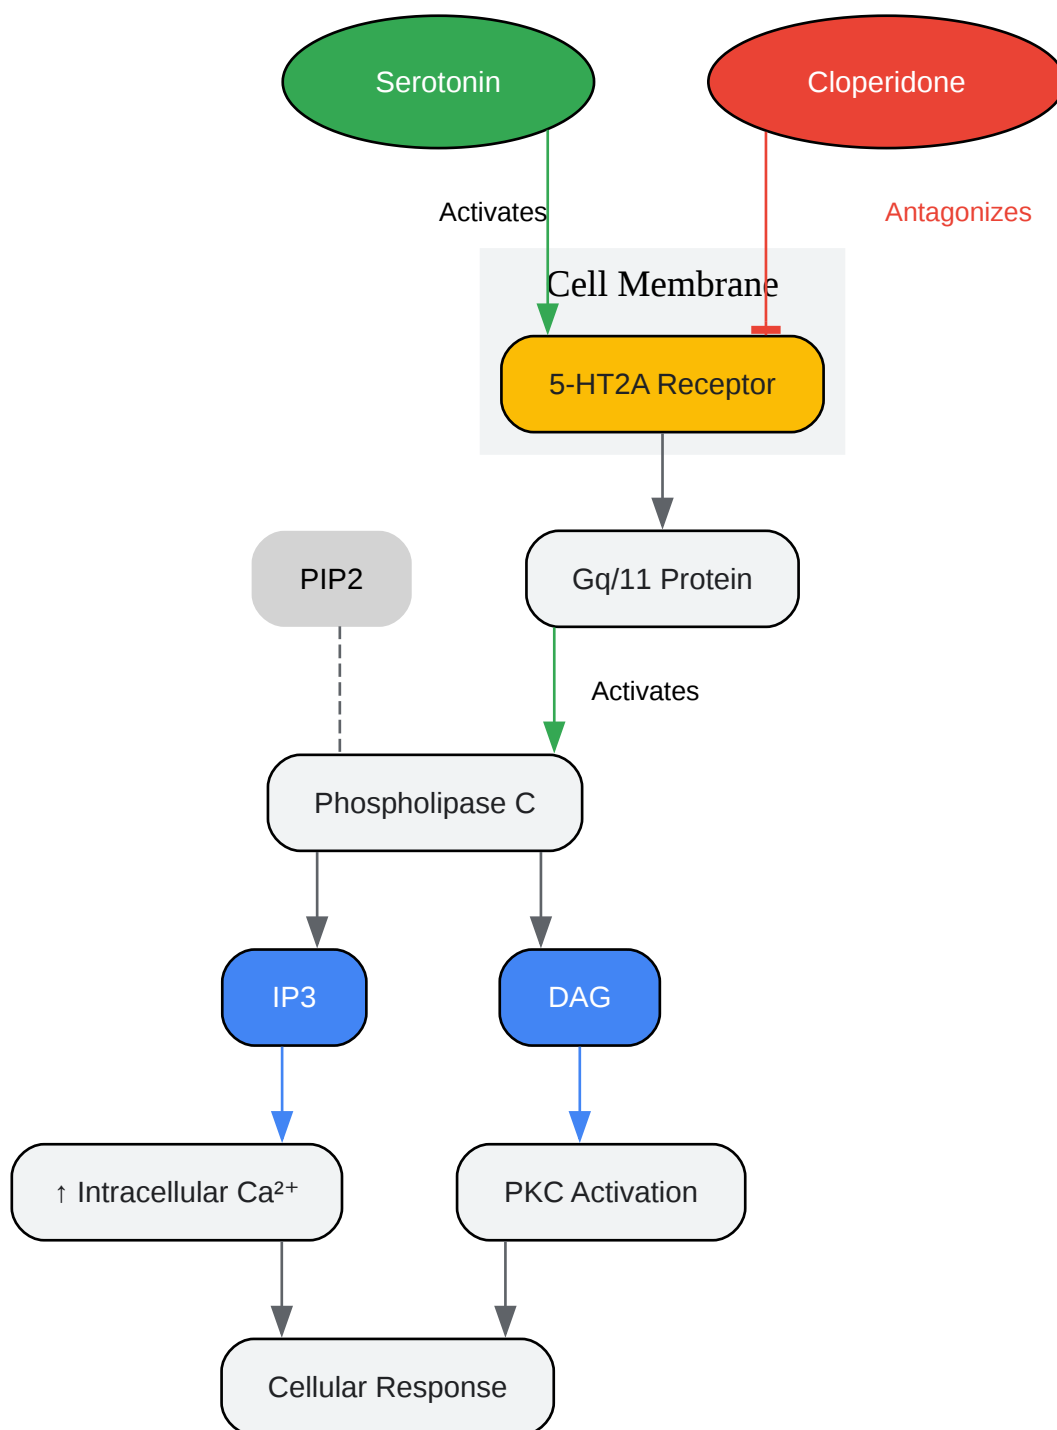 Serotonin
Cloperidone
Activates
Antagonizes
Cell Membrane
5-HT2A Receptor
PIP2
Gq/11 Protein
Activates
Phospholipase C
IP3
DAG
↑ Intracellular Ca²⁺
PKC Activation
Cellular Response